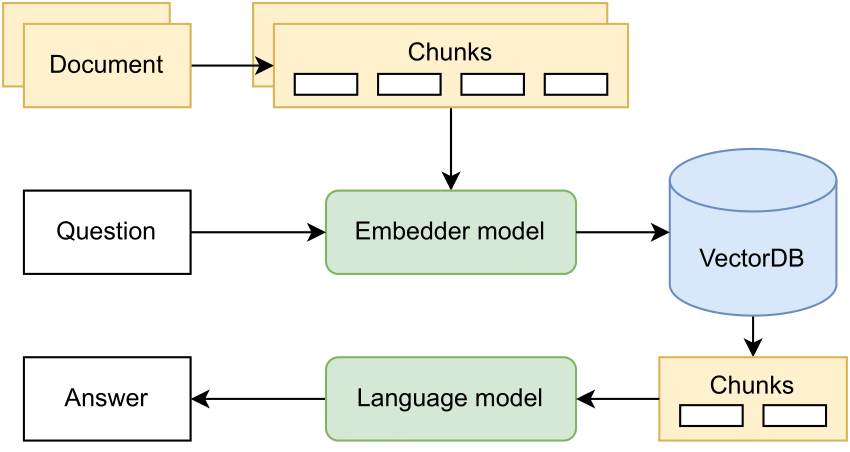 Document
Chunks
Question
Embedder model
VectorDB
Answer
Language model
Chunks